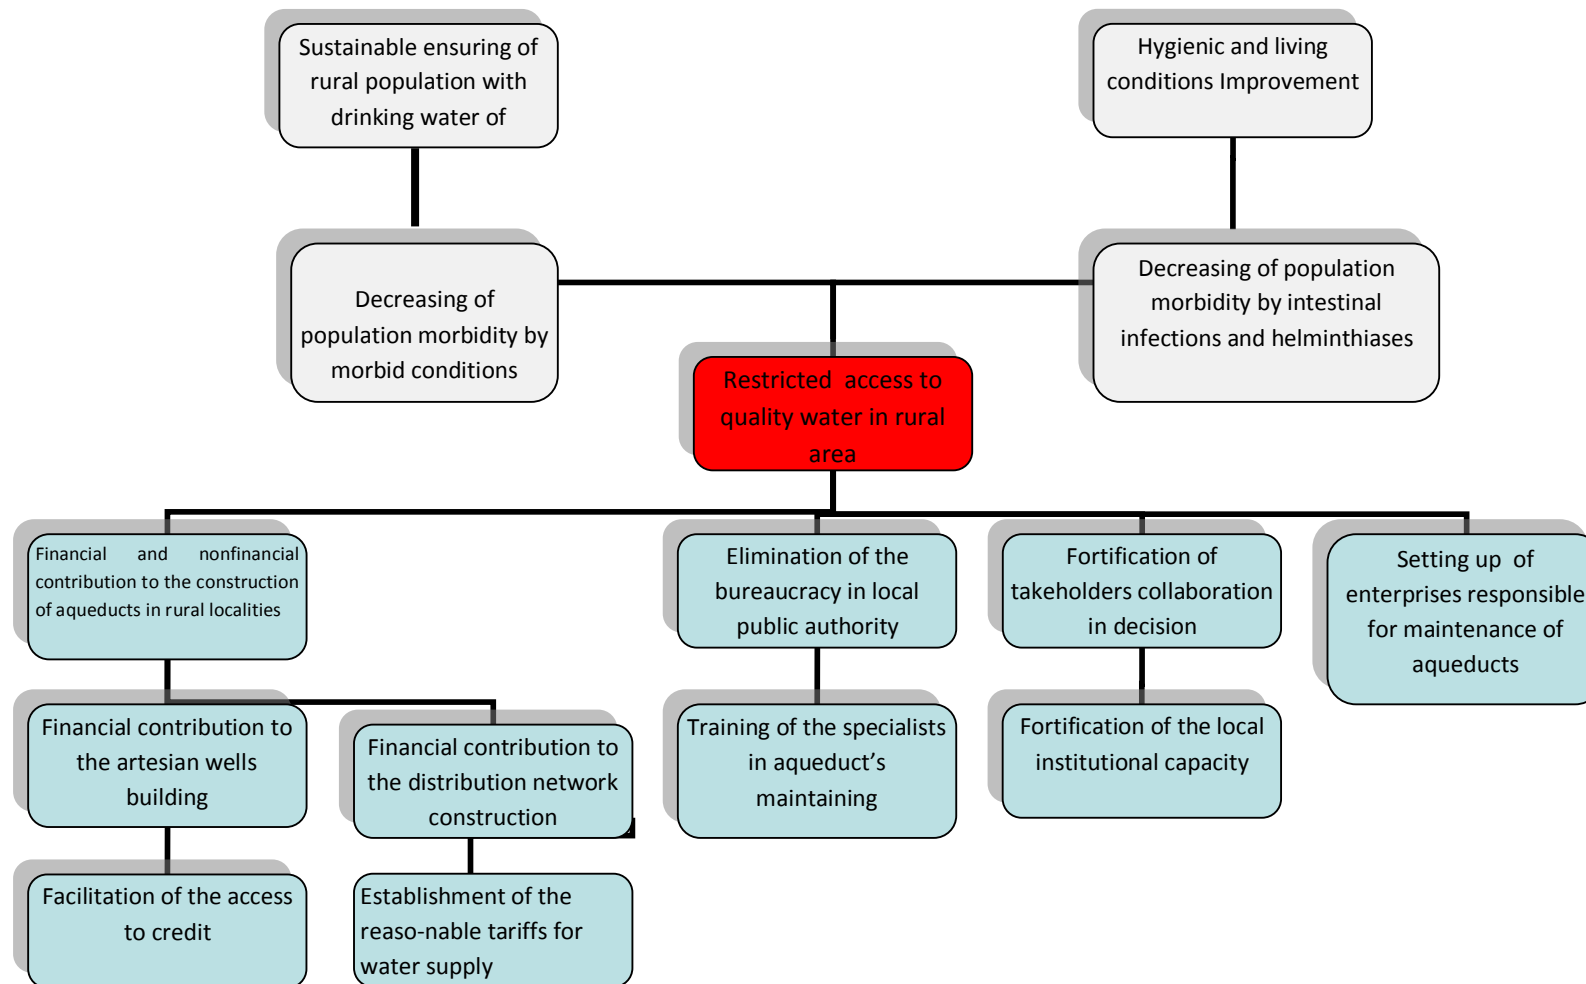 Sustainable ensuring of
rural population with
drinking water of
Hygienic and living
conditions Improvement
Decreasing of
population morbidity by
morbid conditions
Decreasing of population
morbidity by intestinal
infections and helminthiases
Restricted access to
quality water in rural
area
Financial and nonfinancial
contribution to the construction
of aqueducts in rural localities
Elimination of the
bureaucracy in local
public authority
Fortification of
takeholders collaboration
in decision
Setting up of
enterprises responsible
for maintenance of
aqueducts
Financial contribution to
the artesian wells
building
Financial contribution to
the distribution network
construction
Training of the specialists
in aqueduct’s
maintaining
Fortification of the local
institutional capacity
Facilitation of the access
to credit
Establishment of the
reaso-nable tariffs for
water supply